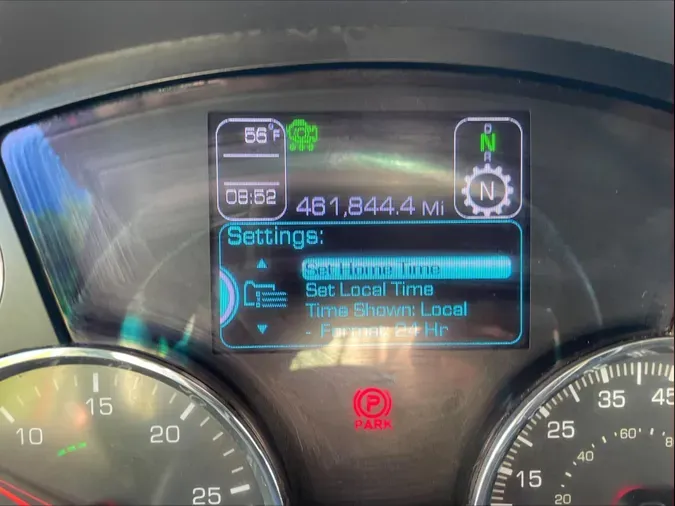 56°F
08:52
461,844.4 Mi
D
N
R
N
Settings:
Set Home Time
Set Local Time
Time Shown: Local
- Format: 24 Hr
P
PARK
10
15
20
25
15
25
35
45
20
40
60